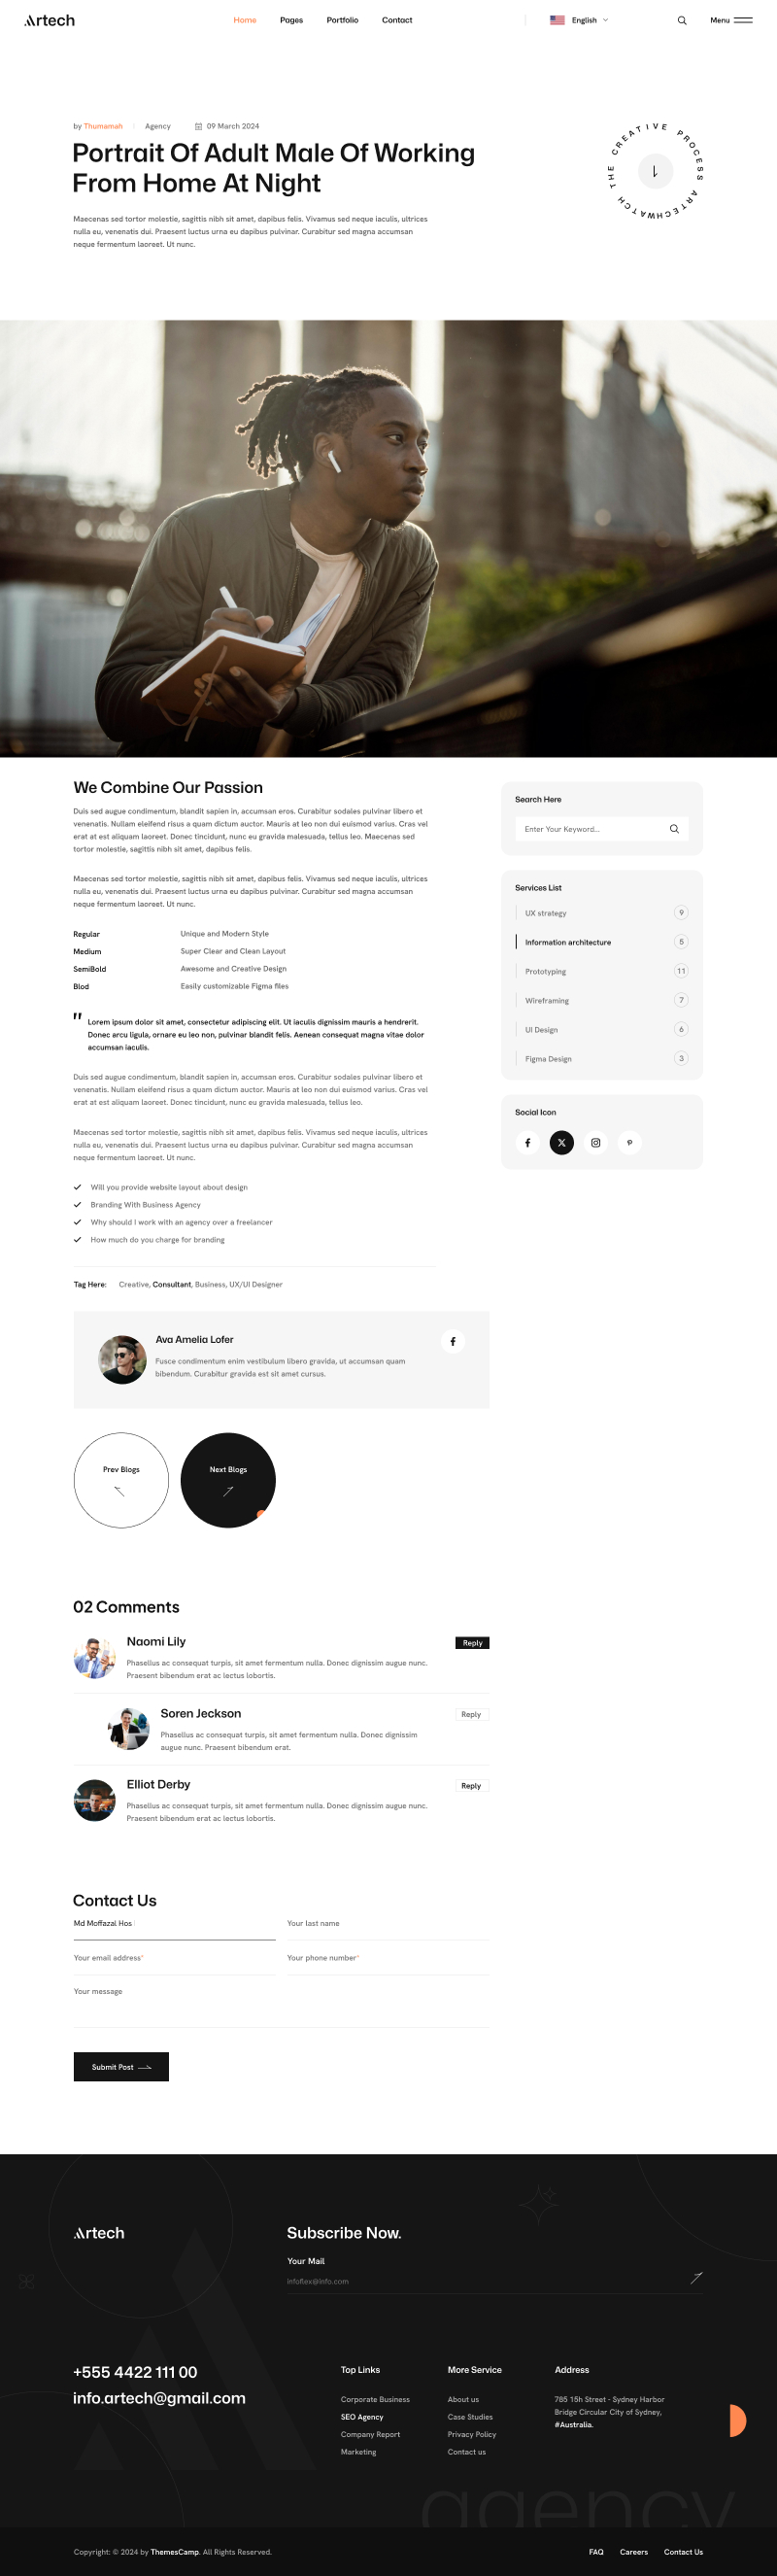 Artech
Home Pages Portfolio Contact English Menu
by Thumamah Agency 09 March 2024
Portrait Of Adult Male Of Working
From Home At Night
THE CREATIVE PROCESS ARTECHWATCH
Maecenas sed tortor molestie, sagittis nibh sit amet, dapibus felis. Vivamus sed neque iaculis, ultrices
nulla eu, venenatis dui. Praesent luctus urna eu dapibus pulvinar. Curabitur sed magna accumsan
neque fermentum laoreet. Ut nunc.
We Combine Our Passion
Duis sed augue condimentum, blandit sapien in, accumsan eros. Curabitur sodales pulvinar libero et
venenatis. Nullam eleifend risus a quam dictum auctor. Mauris at leo non dui euismod varius. Cras vel
erat at est aliquam laoreet. Donec tincidunt, nunc eu gravida malesuada, tellus leo. Maecenas sed
tortor molestie, sagittis nibh sit amet, dapibus felis.
Maecenas sed tortor molestie, sagittis nibh sit amet, dapibus felis. Vivamus sed neque iaculis, ultrices
nulla eu, venenatis dui. Praesent luctus urna eu dapibus pulvinar. Curabitur sed magna accumsan
neque fermentum laoreet. Ut nunc.
Regular Unique and Modern Style
Medium Super Clear and Clean Layout
SemiBold Awesome and Creative Design
Blod Easily customizable Figma files
" Lorem ipsum dolor sit amet, consectetur adipiscing elit. Ut iaculis dignissim mauris a hendrerit.
Donec arcu ligula, ornare eu leo non, pulvinar blandit felis. Aenean consequat magna vitae dolor
accumsan iaculis.
Duis sed augue condimentum, blandit sapien in, accumsan eros. Curabitur sodales pulvinar libero et
venenatis. Nullam eleifend risus a quam dictum auctor. Mauris at leo non dui euismod varius. Cras vel
erat at est aliquam laoreet. Donec tincidunt, nunc eu gravida malesuada, tellus leo.
Maecenas sed tortor molestie, sagittis nibh sit amet, dapibus felis. Vivamus sed neque iaculis, ultrices
nulla eu, venenatis dui. Praesent luctus urna eu dapibus pulvinar. Curabitur sed magna accumsan
neque fermentum laoreet. Ut nunc.
Will you provide website layout about design
Branding With Business Agency
Why should I work with an agency over a freelancer
How much do you charge for branding
Tag Here: Creative, Consultant, Business, UX/UI Designer
Search Here
Enter Your Keyword...
Services List
UX strategy 9
Information architecture 5
Prototyping 11
Wireframing 7
UI Design 6
Figma Design 3
Social Icon
Ava Amelia Lofer
Fusce condimentum enim vestibulum libero gravida, ut accumsan quam
bibendum. Curabitur gravida est sit amet cursus.
Prev Blogs Next Blogs
02 Comments
Naomi Lily Reply
Phasellus ac consequat turpis, sit amet fermentum nulla. Donec dignissim augue nunc.
Praesent bibendum erat ac lectus lobortis.
Soren Jeckson Reply
Phasellus ac consequat turpis, sit amet fermentum nulla. Donec dignissim
augue nunc. Praesent bibendum erat.
Elliot Derby Reply
Phasellus ac consequat turpis, sit amet fermentum nulla. Donec dignissim augue nunc.
Praesent bibendum erat ac lectus lobortis.
Contact Us
Md Moffazal Hos Your last name
Your email address* Your phone number*
Your message
Submit Post
Artech
Subscribe Now.
Your Mail
infoflex@info.com
+555 4422 111 00
info.artech@gmail.com
Top Links
Corporate Business
SEO Agency
Company Report
Marketing
More Service
About us
Case Studies
Privacy Policy
Contact us
Address
785 15h Street - Sydney Harbor
Bridge Circular City of Sydney,
#Australia.
agency
Copyright: © 2024 by ThemesCamp. All Rights Reserved.
FAQ Careers Contact Us